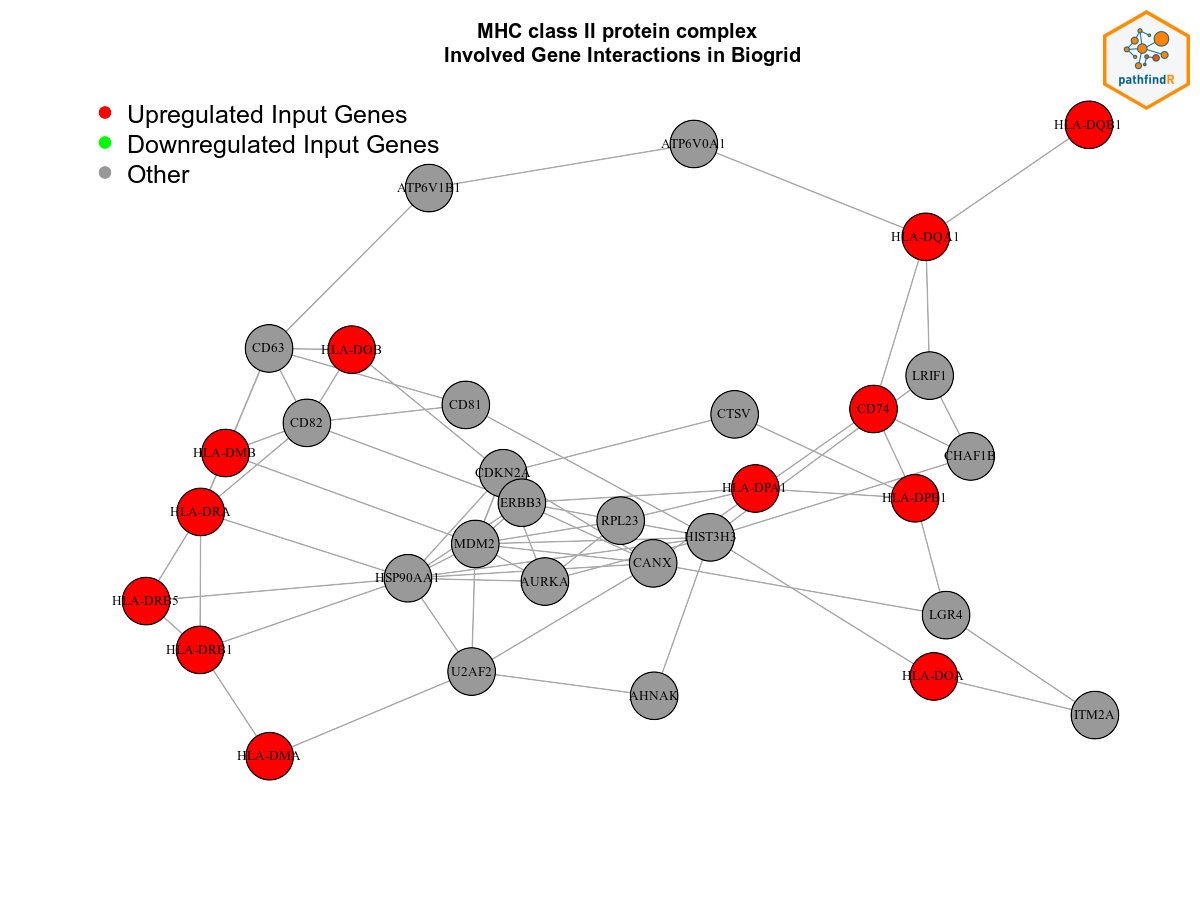 MHC class II protein complex
Involved Gene Interactions in Biogrid
pathfindR
Upregulated Input Genes
Downregulated Input Genes
Other
HLA-DQB1
ATP6V0A1
ATP6V1B1
HLA-DQA1
CD63
HLA-DOB
LRIF1
CD81
CD74
CTSV
CD82
HLA-DMB
CHAF1B
CDKN2A
HLA-DPA1
HLA-DPB1
ERBB3
HLA-DRA
RPL23
HIST3H3
MDM2
CANX
HSP90AA1
AURKA
HLA-DRB5
LGR4
HLA-DRB1
U2AF2
HLA-DOA
AHNAK
ITM2A
HLA-DMA